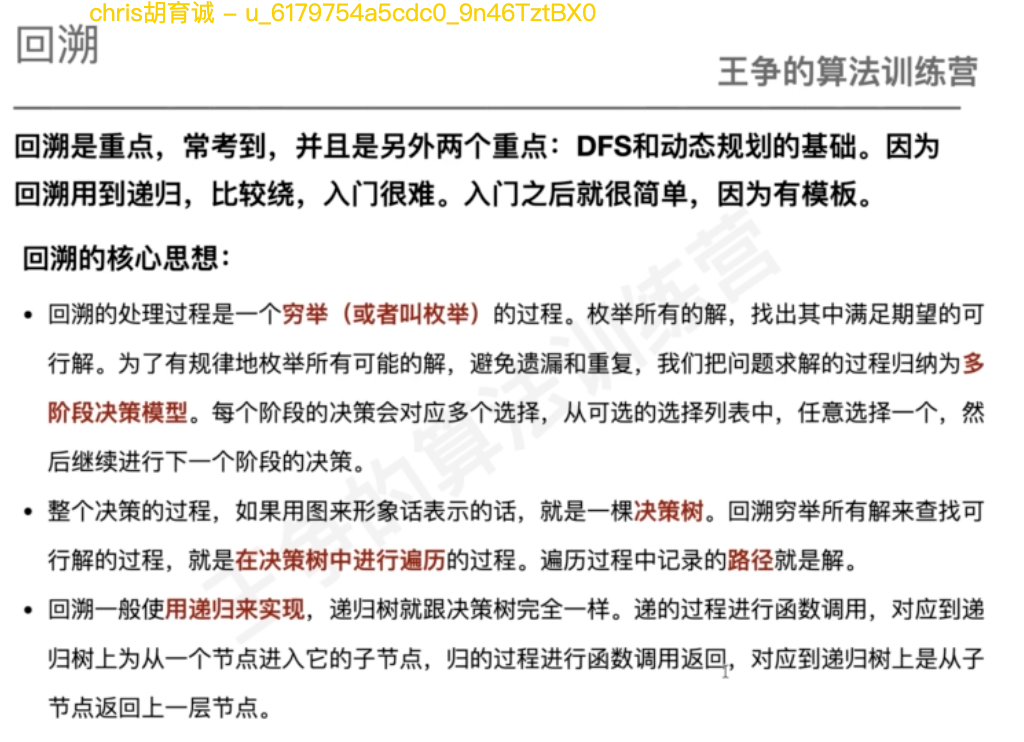 chris胡育诚 - u_6179754a5cdc0_9n46TztBX0
回溯
王争的算法训练营
回溯是重点，常考到，并且是另外两个重点：DFS和动态规划的基础。因为
回溯用到递归，比较绕，入门很难。入门之后就很简单，因为有模板。
回溯的核心思想：
• 回溯的处理过程是一个穷举（或者叫枚举）的过程。枚举所有的解，找出其中满足期望的可
行解。为了有规律地枚举所有可能的解，避免遗漏和重复，我们把问题求解的过程归纳为多
阶段决策模型。每个阶段的决策会对应多个选择，从可选的选择列表中，任意选择一个，然
后继续进行下一个阶段的决策。
• 整个决策的过程，如果用图来形象话表示的话，就是一棵决策树。回溯穷举所有解来查找可
行解的过程，就是在决策树中进行遍历的过程。遍历过程中记录的路径就是解。
• 回溯一般使用递归来实现，递归树就跟决策树完全一样。递的过程进行函数调用，对应到递
归树上为从一个节点进入它的子节点，归的过程进行函数调用返回，对应到递归树上是从子
节点返回上一层节点。
王争的算法训练营